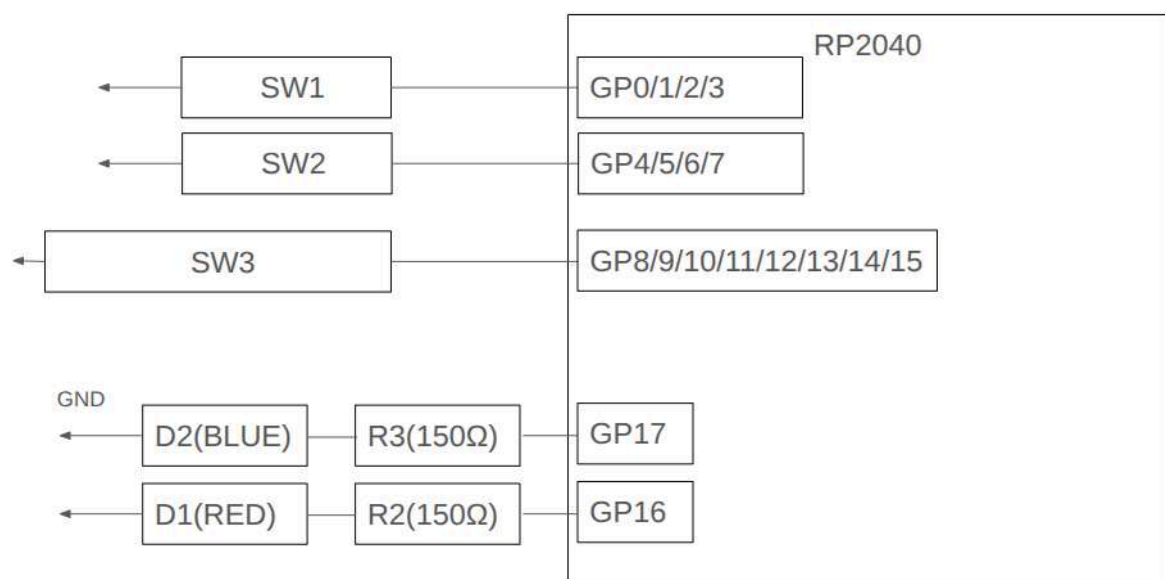 RP2040
SW1 GP0/1/2/3
SW2 GP4/5/6/7
SW3 GP8/9/10/11/12/13/14/15
GND
D2(BLUE) R3(150Ω) GP17
D1(RED) R2(150Ω) GP16